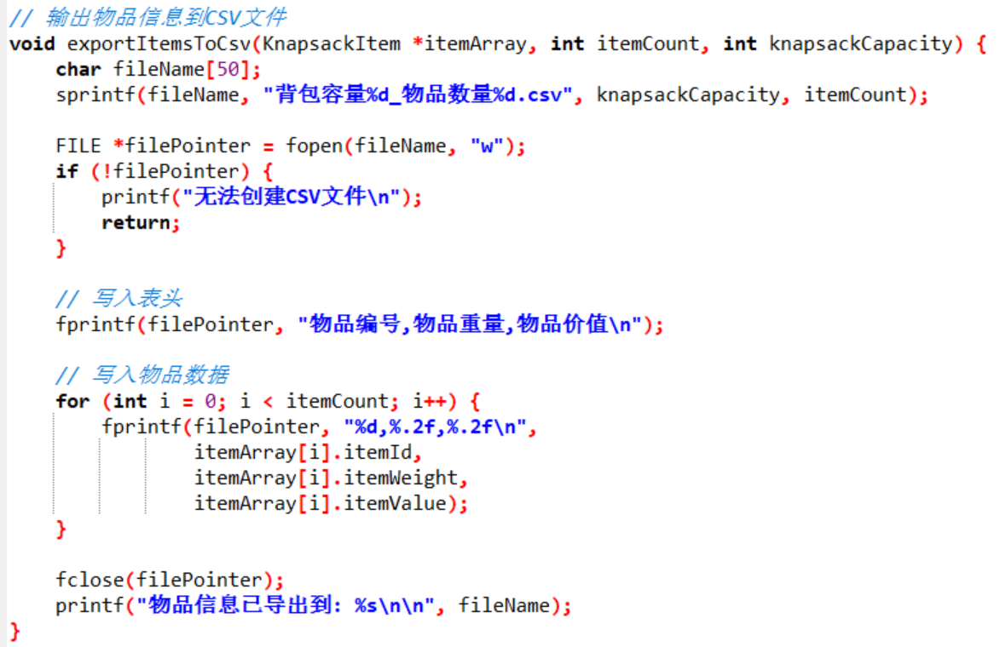 // 输出物品信息到CSV文件
void exportItemsToCsv(KnapsackItem *itemArray, int itemCount, int knapsackCapacity) {
    char fileName[50];
    sprintf(fileName, "背包容量%d_物品数量%d.csv", knapsackCapacity, itemCount);

    FILE *filePointer = fopen(fileName, "w");
    if (!filePointer) {
        printf("无法创建CSV文件\n");
        return;
    }

    // 写入表头
    fprintf(filePointer, "物品编号,物品重量,物品价值\n");

    // 写入物品数据
    for (int i = 0; i < itemCount; i++) {
        fprintf(filePointer, "%d,%.2f,%.2f\n",
                itemArray[i].itemId,
                itemArray[i].itemWeight,
                itemArray[i].itemValue);
    }

    fclose(filePointer);
    printf("物品信息已导出到：%s\n\n", fileName);
}